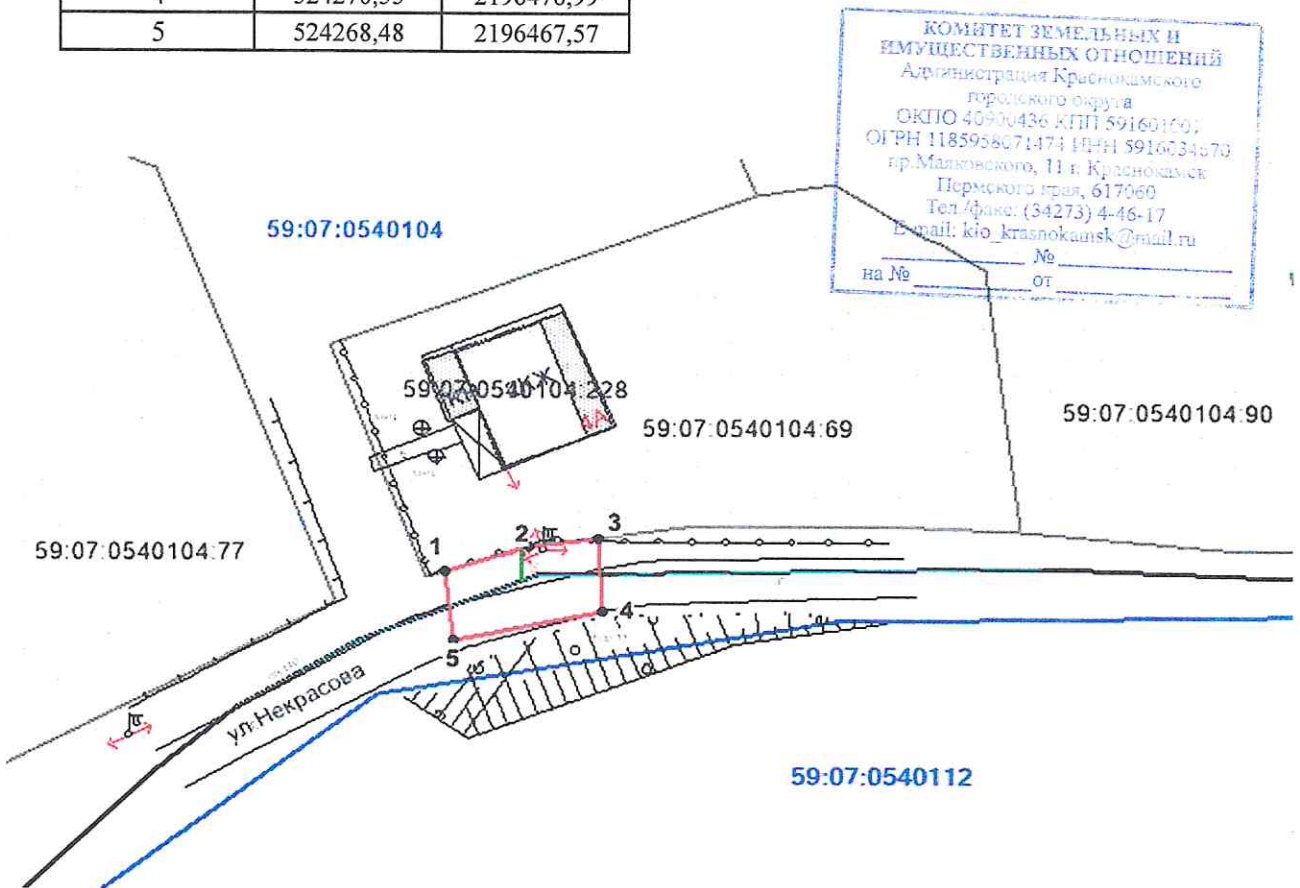 5 524268,48 2196467,57
КОМИТЕТ ЗЕМЕЛЬНЫХ И
ИМУЩЕСТВЕННЫХ ОТНОШЕНИЙ
Администрация Краснокамского
городского округа
ОКПО 40900436 КПП
ОГРН 1185958071474 ИНН
пр.Маяковского, 11 г. Краснокамск
Пермского края, 617060
Тел./факс: (34273) 4-46-17
E-mail: kio_krasnokamsk@mail.ru
№
на № от
59:07:0540104
59:07:0540104:228
КЖ
4А
59:07:0540104:69
59:07:0540104:90
59:07:0540104:77
1
2
3
4
5
ул.Некрасова
59:07:0540112